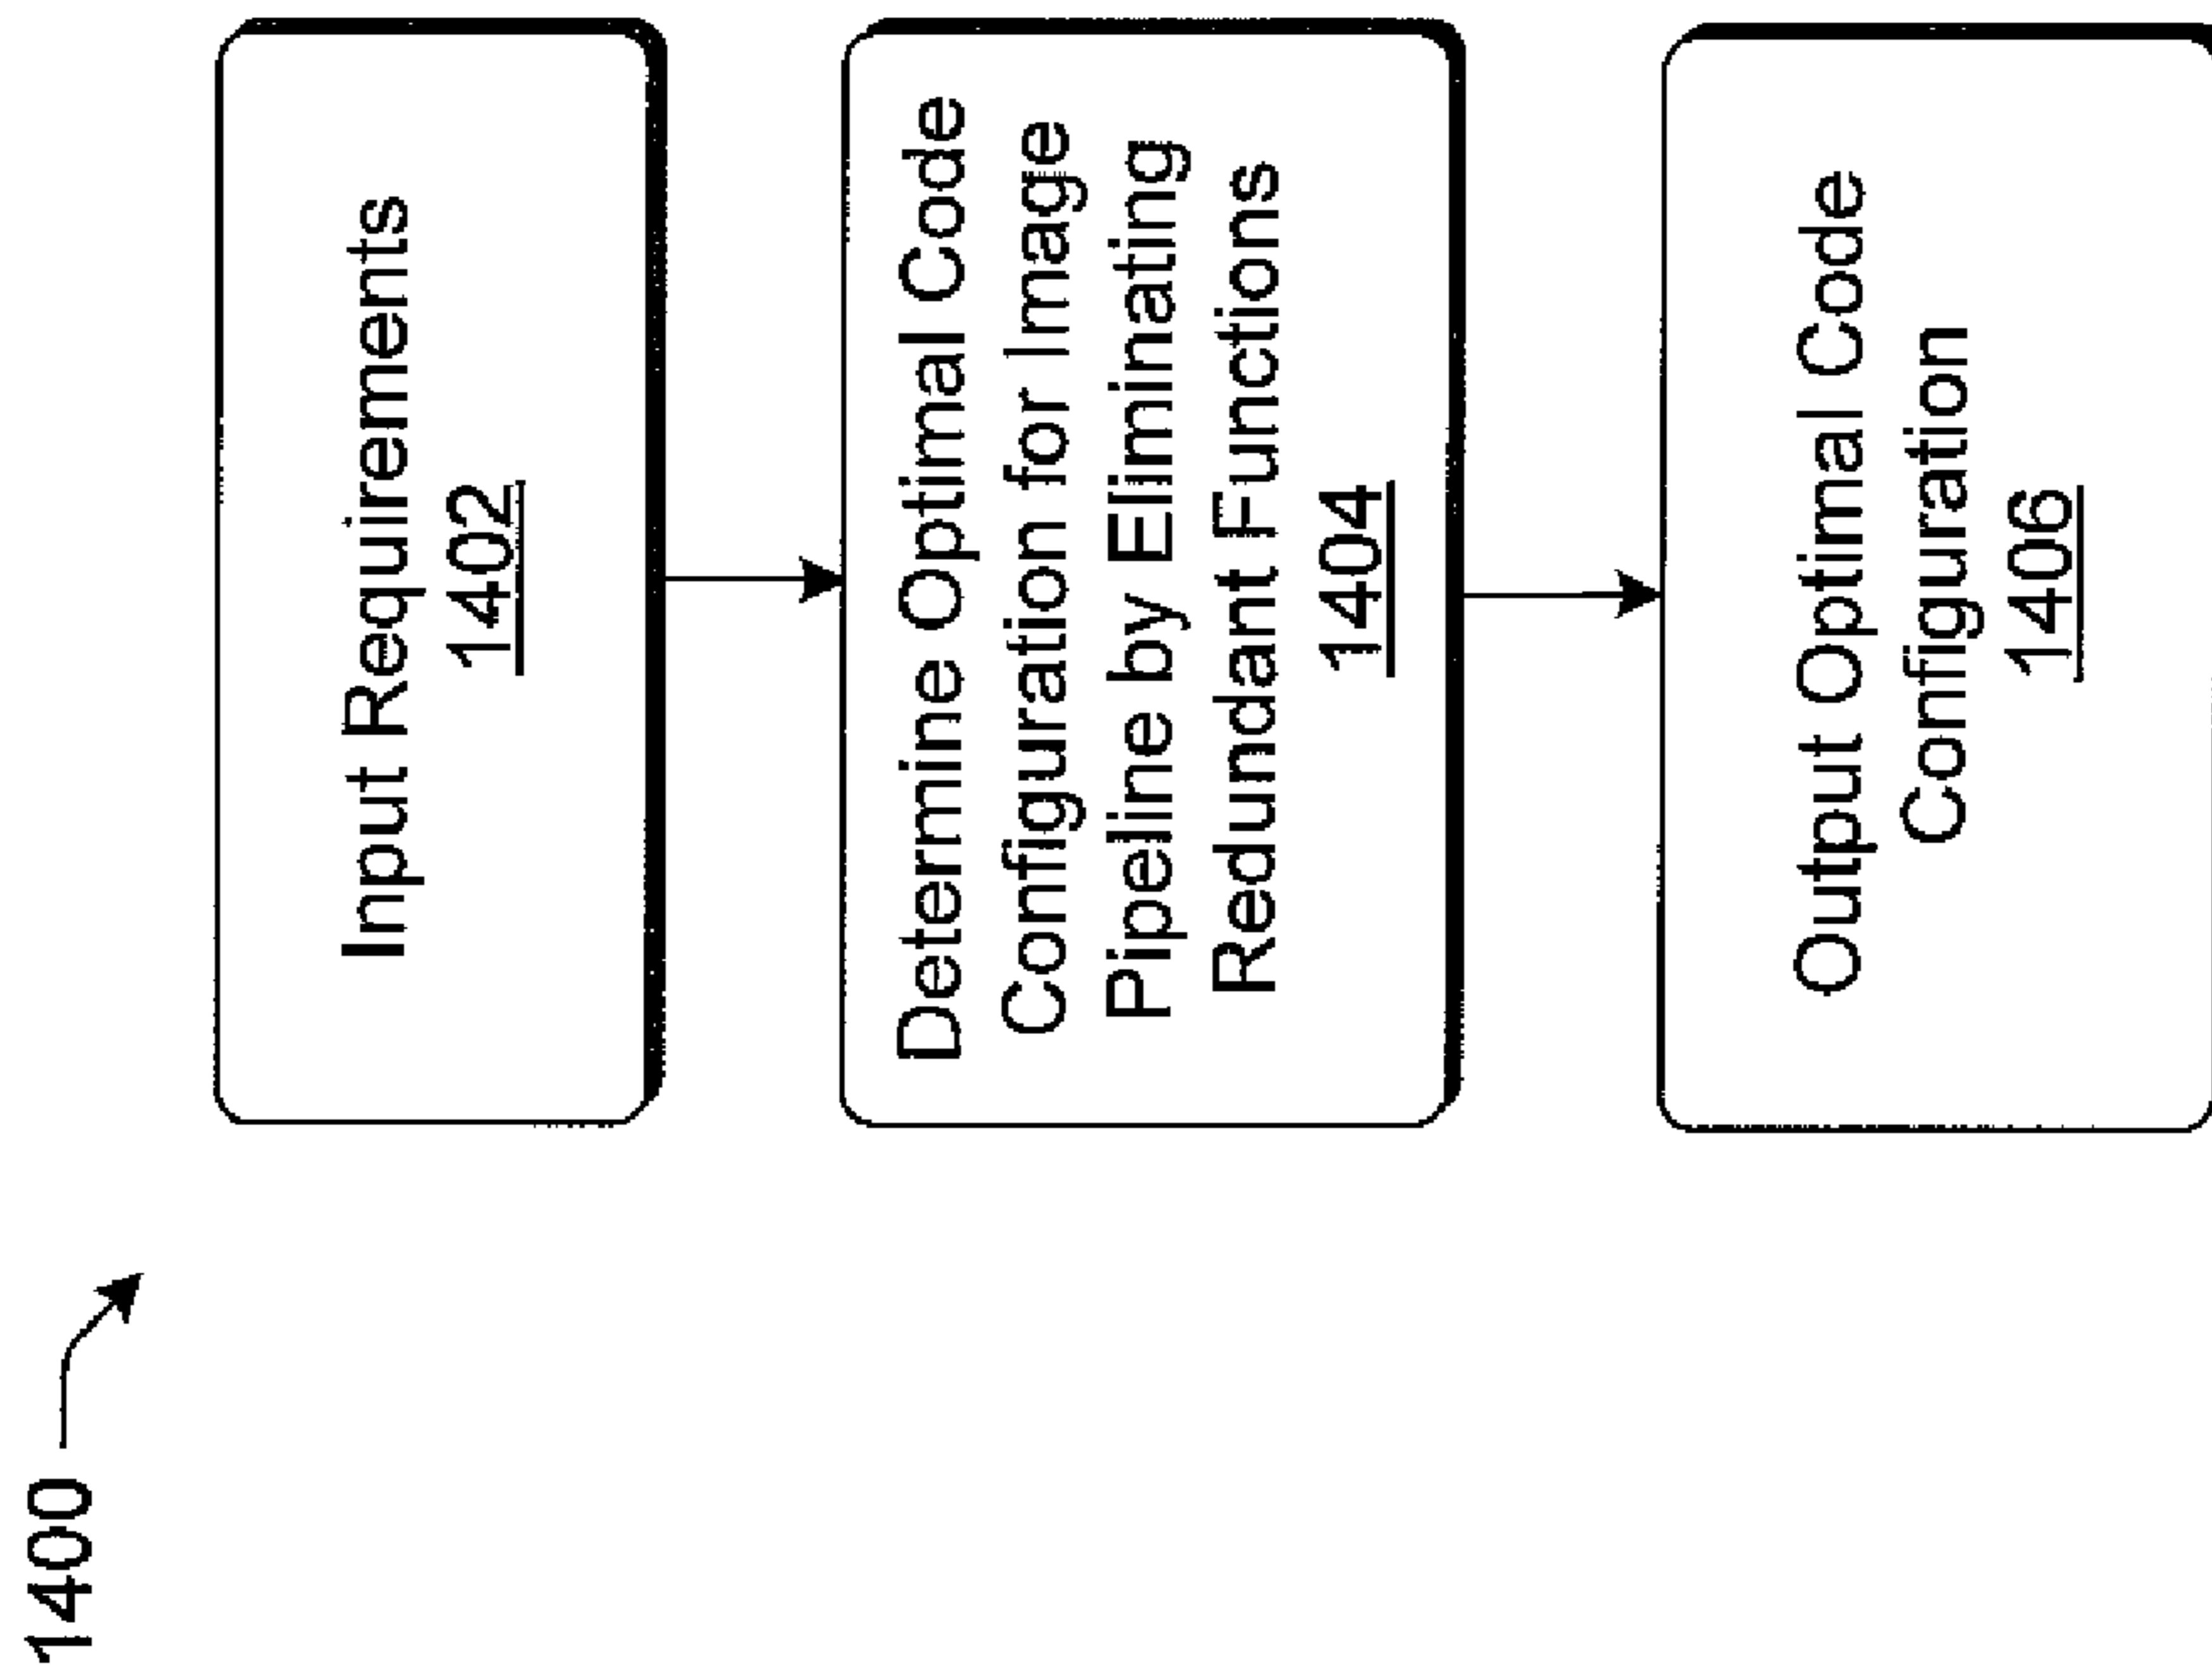 1400
Input Requirements
1402
Determine Optimal Code
Configuration for Image
Pipeline by Eliminating
Redundant Functions
1404
Output Optimal Code
Configuration
1406